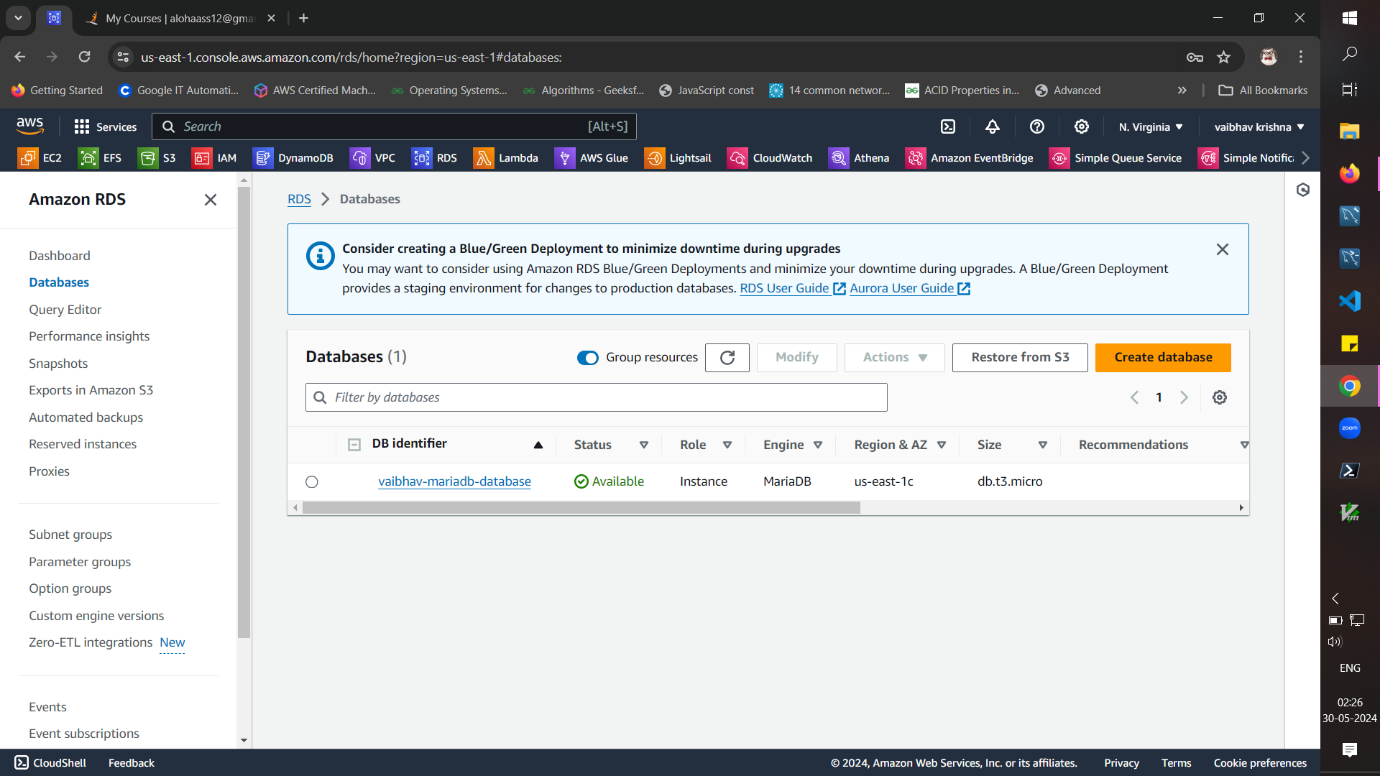 My Courses | alohaass12@gma
us-east-1.console.aws.amazon.com/rds/home?region=us-east-1#databases:
Getting Started
Google IT Automati...
AWS Certified Mach...
Operating Systems...
Algorithms - Geeksf...
JavaScript const
14 common networ...
ACID Properties in...
Advanced
All Bookmarks
aws
Services
Search
[Alt+S]
N. Virginia
vaibhav krishna
EC2
EFS
S3
IAM
DynamoDB
VPC
RDS
Lambda
AWS Glue
Lightsail
CloudWatch
Athena
Amazon EventBridge
Simple Queue Service
Simple Notific
Amazon RDS
Dashboard
Databases
Query Editor
Performance insights
Snapshots
Exports in Amazon S3
Automated backups
Reserved instances
Proxies
Subnet groups
Parameter groups
Option groups
Custom engine versions
Zero-ETL integrations New
Events
Event subscriptions
RDS > Databases
Consider creating a Blue/Green Deployment to minimize downtime during upgrades
You may want to consider using Amazon RDS Blue/Green Deployments and minimize your downtime during upgrades. A Blue/Green Deployment
provides a staging environment for changes to production databases. RDS User Guide Aurora User Guide
Databases (1)
Group resources
Modify
Actions
Restore from S3
Create database
Filter by databases
1
DB identifier
Status
Role
Engine
Region & AZ
Size
Recommendations
vaibhav-mariadb-database
Available
Instance
MariaDB
us-east-1c
db.t3.micro
CloudShell
Feedback
© 2024, Amazon Web Services, Inc. or its affiliates.
Privacy
Terms
Cookie preferences
zoom
ENG
02:26
30-05-2024